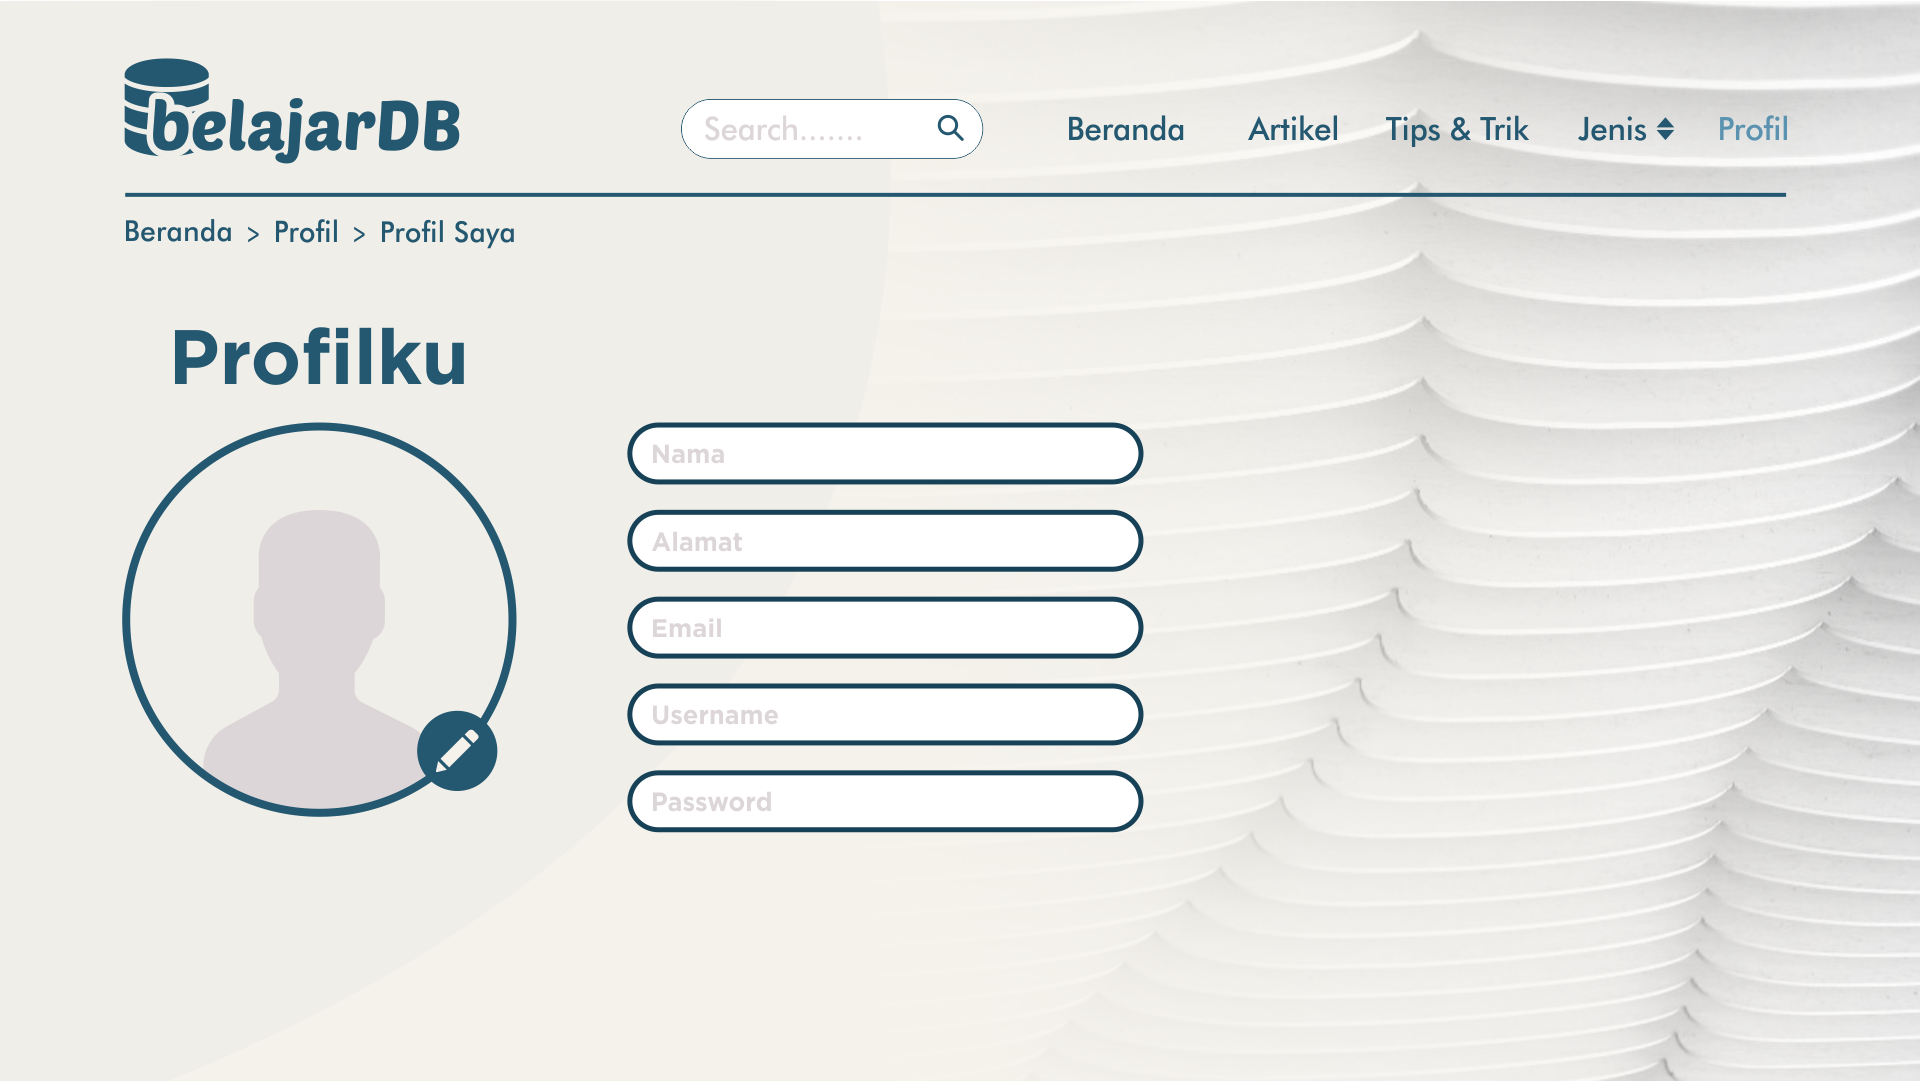 belajarDB
Search.......
Beranda Artikel Tips & Trik Jenis Profil
Beranda > Profil > Profil Saya
Profilku
Nama
Alamat
Email
Username
Password